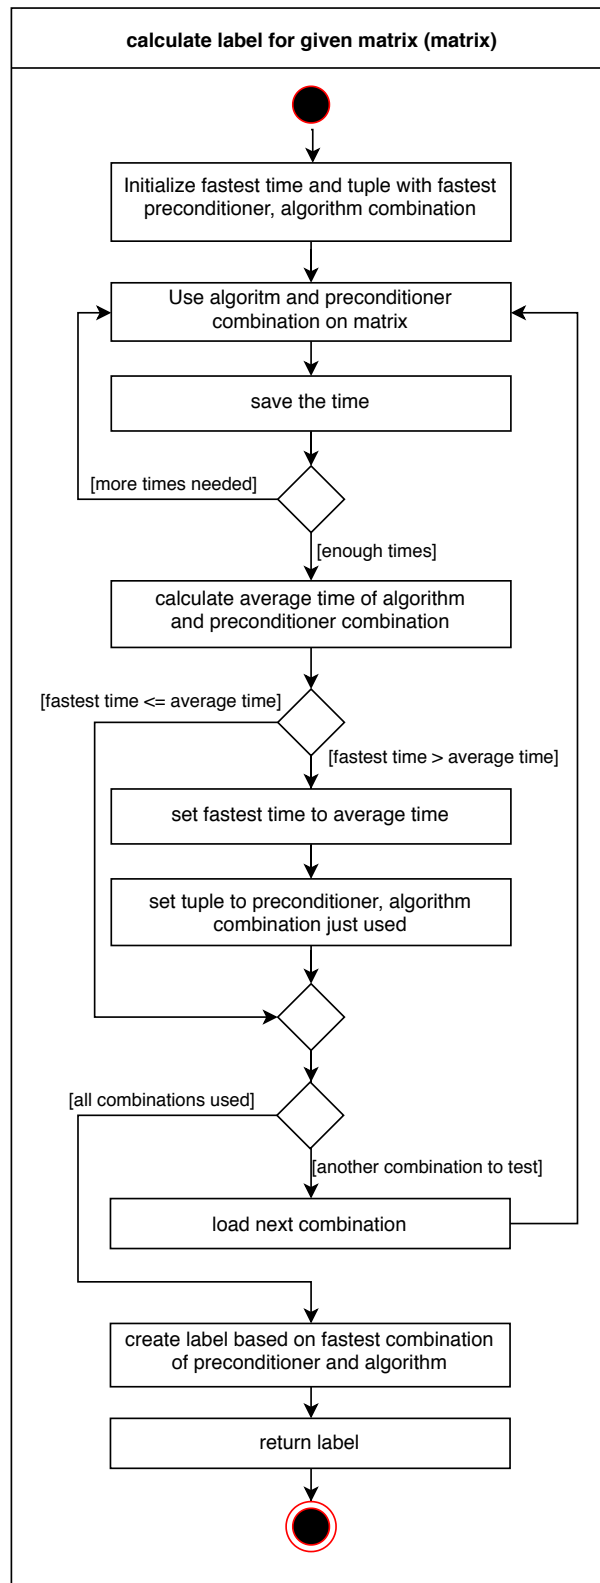 calculate label for given matrix (matrix)
Initialize fastest time and tuple with fastest
preconditioner, algorithm combination
Use algoritm and preconditioner
combination on matrix
save the time
[more times needed]
[enough times]
calculate average time of algorithm
and preconditioner combination
[fastest time <= average time]
[fastest time > average time]
set fastest time to average time
set tuple to preconditioner, algorithm
combination just used
[all combinations used]
[another combination to test]
load next combination
create label based on fastest combination
of preconditioner and algorithm
return label